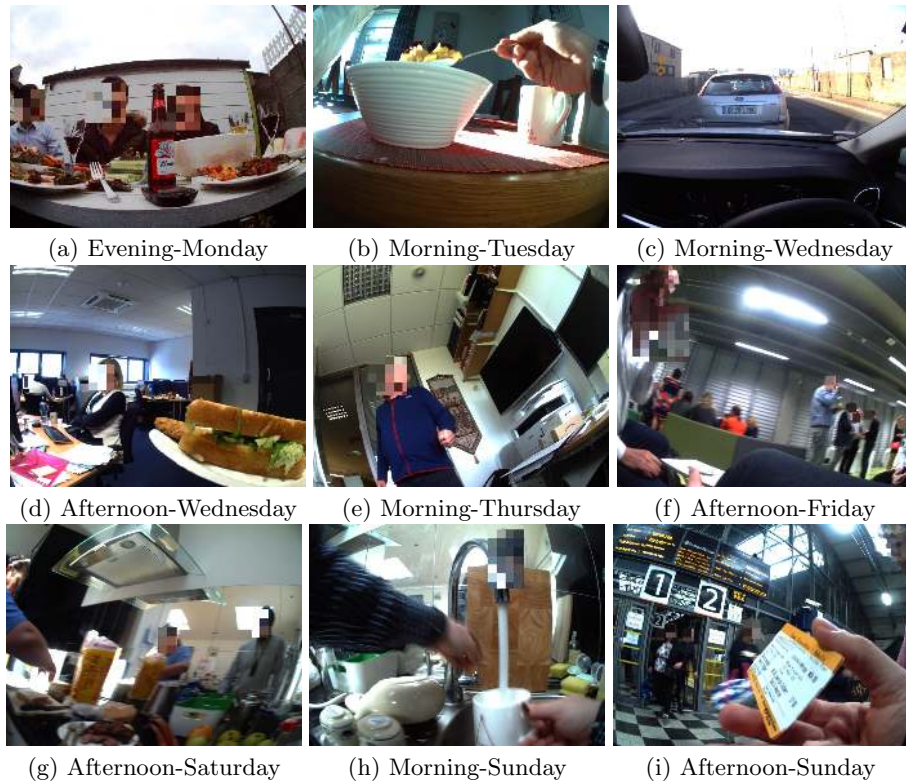 (a) Evening-Monday
(b) Morning-Tuesday
(c) Morning-Wednesday
(d) Afternoon-Wednesday
(e) Morning-Thursday
(f) Afternoon-Friday
1
2
(g) Afternoon-Saturday
(h) Morning-Sunday
(i) Afternoon-Sunday